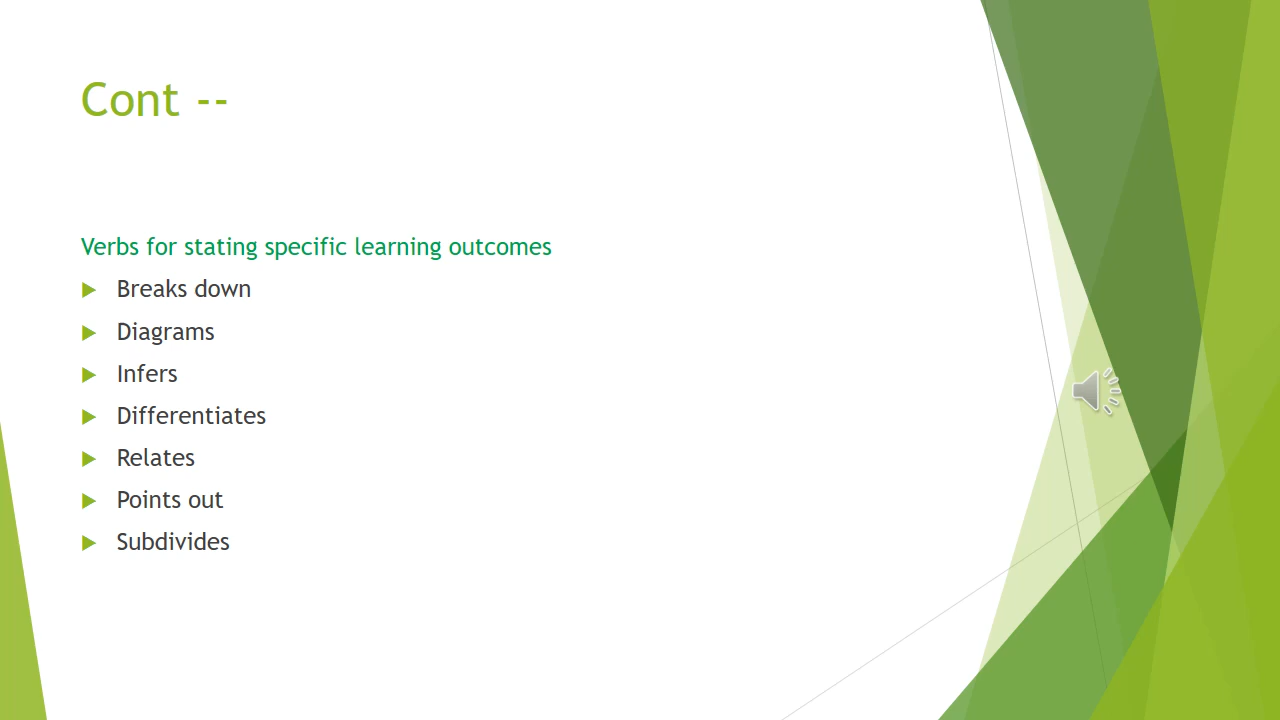 Cont --
Verbs for stating specific learning outcomes
Breaks down
Diagrams
Infers
Differentiates
Relates
Points out
Subdivides